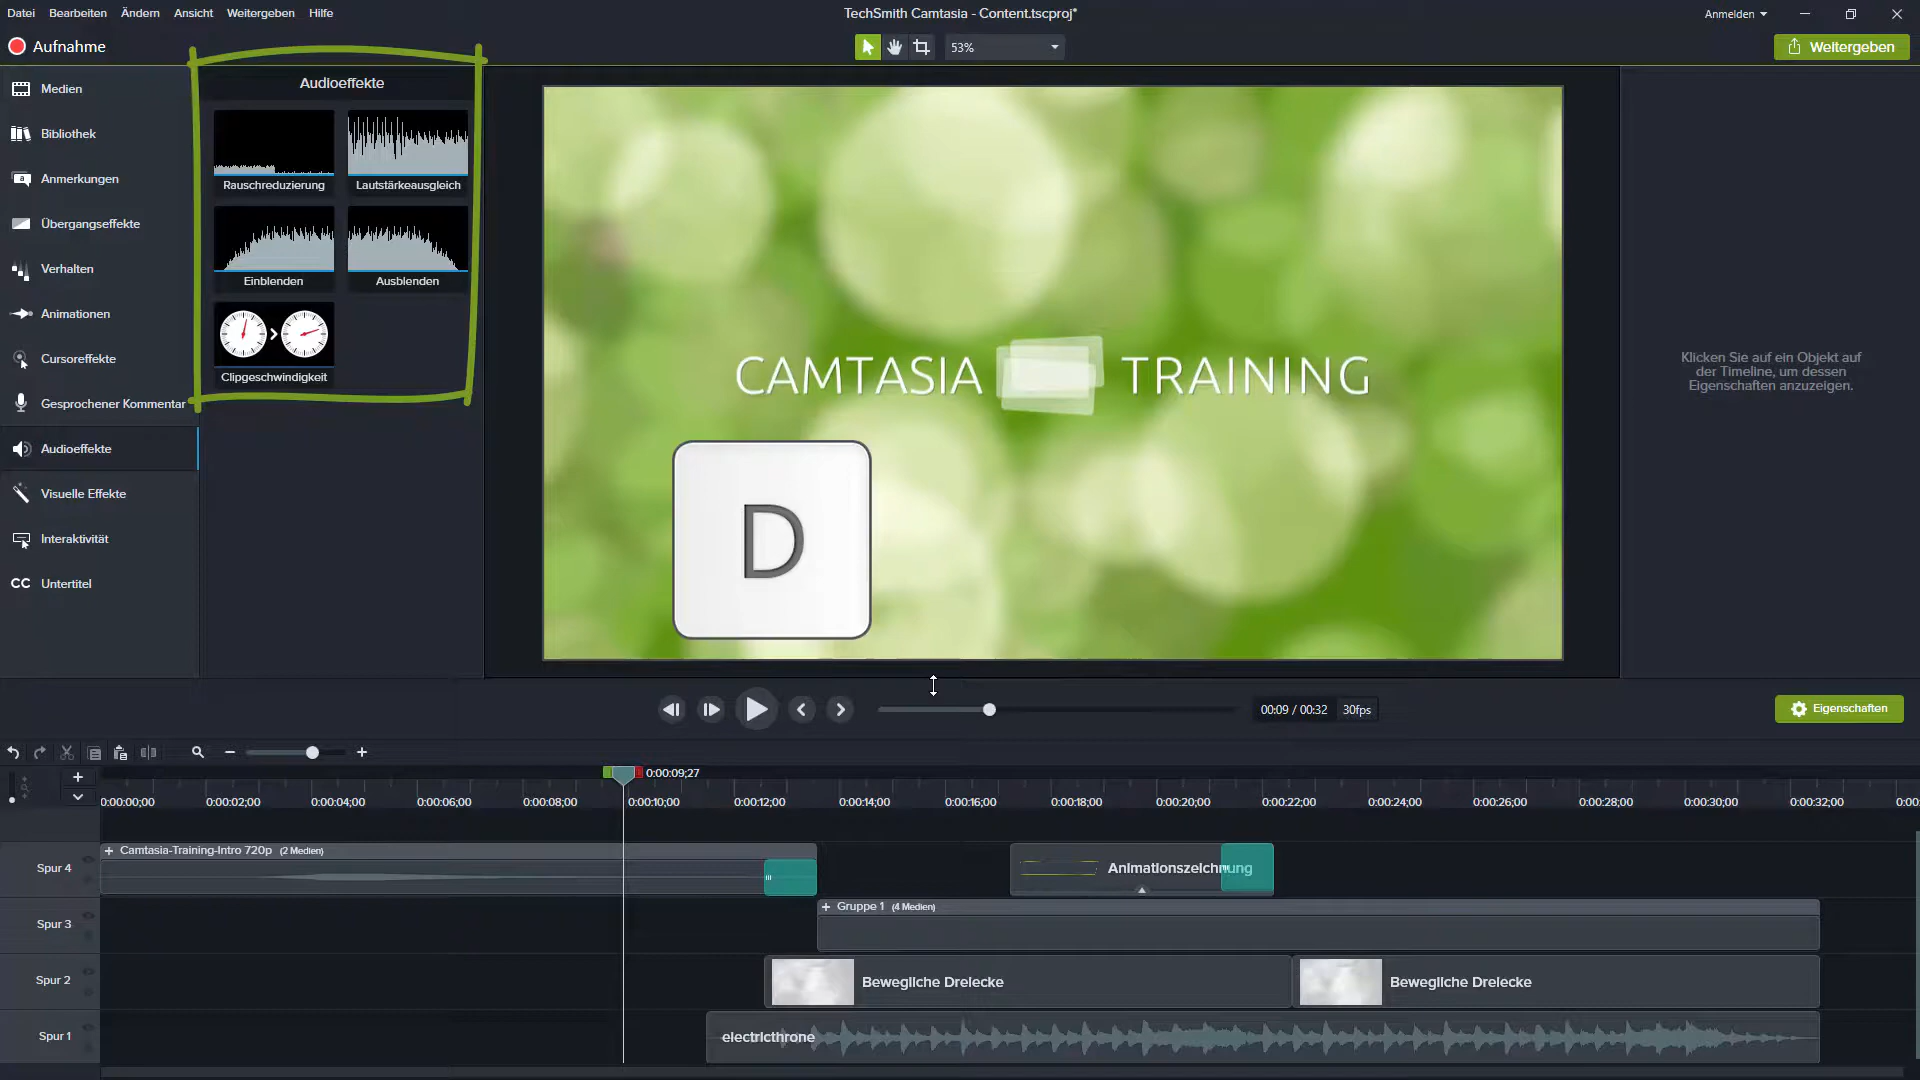 Datei Bearbeiten Ändern Ansicht Weitergeben Hilfe
TechSmith Camtasia - Content.tscproj*
Anmelden
Aufnahme
53%
Weitergeben
Medien
Bibliothek
a
Anmerkungen
Übergangseffekte
Verhalten
Animationen
Cursoreffekte
Gesprochener Kommentar
Audioeffekte
Visuelle Effekte
Interaktivität
CC Untertitel
Audioeffekte
Rauschreduzierung
Lautstärkeausgleich
Einblenden
Ausblenden
Clipgeschwindigkeit
CAMTASIA TRAINING
D
Klicken Sie auf ein Objekt auf
der Timeline, um dessen
Eigenschaften anzuzeigen.
00:09 / 00:32 30fps
Eigenschaften
0:00:09;27
0:00:00;00 0:00:02;00 0:00:04;00 0:00:06;00 0:00:08;00 0:00:10;00 0:00:12;00 0:00:14;00 0:00:16;00 0:00:18;00 0:00:20;00 0:00:22;00 0:00:24;00 0:00:26;00 0:00:28;00 0:00:30;00 0:00:32;00 0:00:
Spur 4
+ Camtasia-Training-Intro 720p (2 Medien)
Animationszeichnung
Spur 3
+ Gruppe 1 (4 Medien)
Spur 2
Bewegliche Dreiecke
Bewegliche Dreiecke
Spur 1
electricthrone